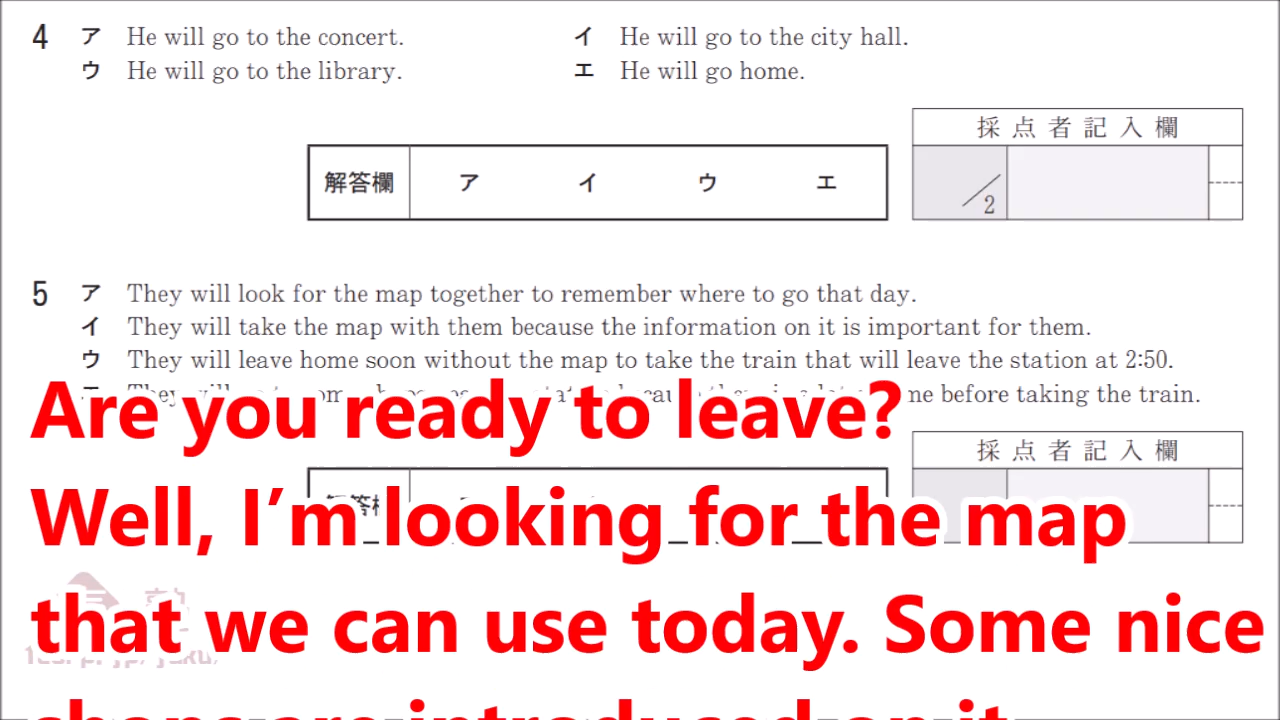 4 ア He will go to the concert. イ He will go to the city hall.
ウ He will go to the library. エ He will go home.
採点者記入欄
解答欄 ア イ ウ エ
/2
5 ア They will look for the map together to remember where to go that day.
イ They will take the map with them because the information on it is important for them.
ウ They will leave home soon without the map to take the train that will leave the station at 2:50.
before taking the train.
Are you ready to leave?
採点者記入欄
Well, I'm looking for the map
that we can use today. Some nice
shops are introduced on it